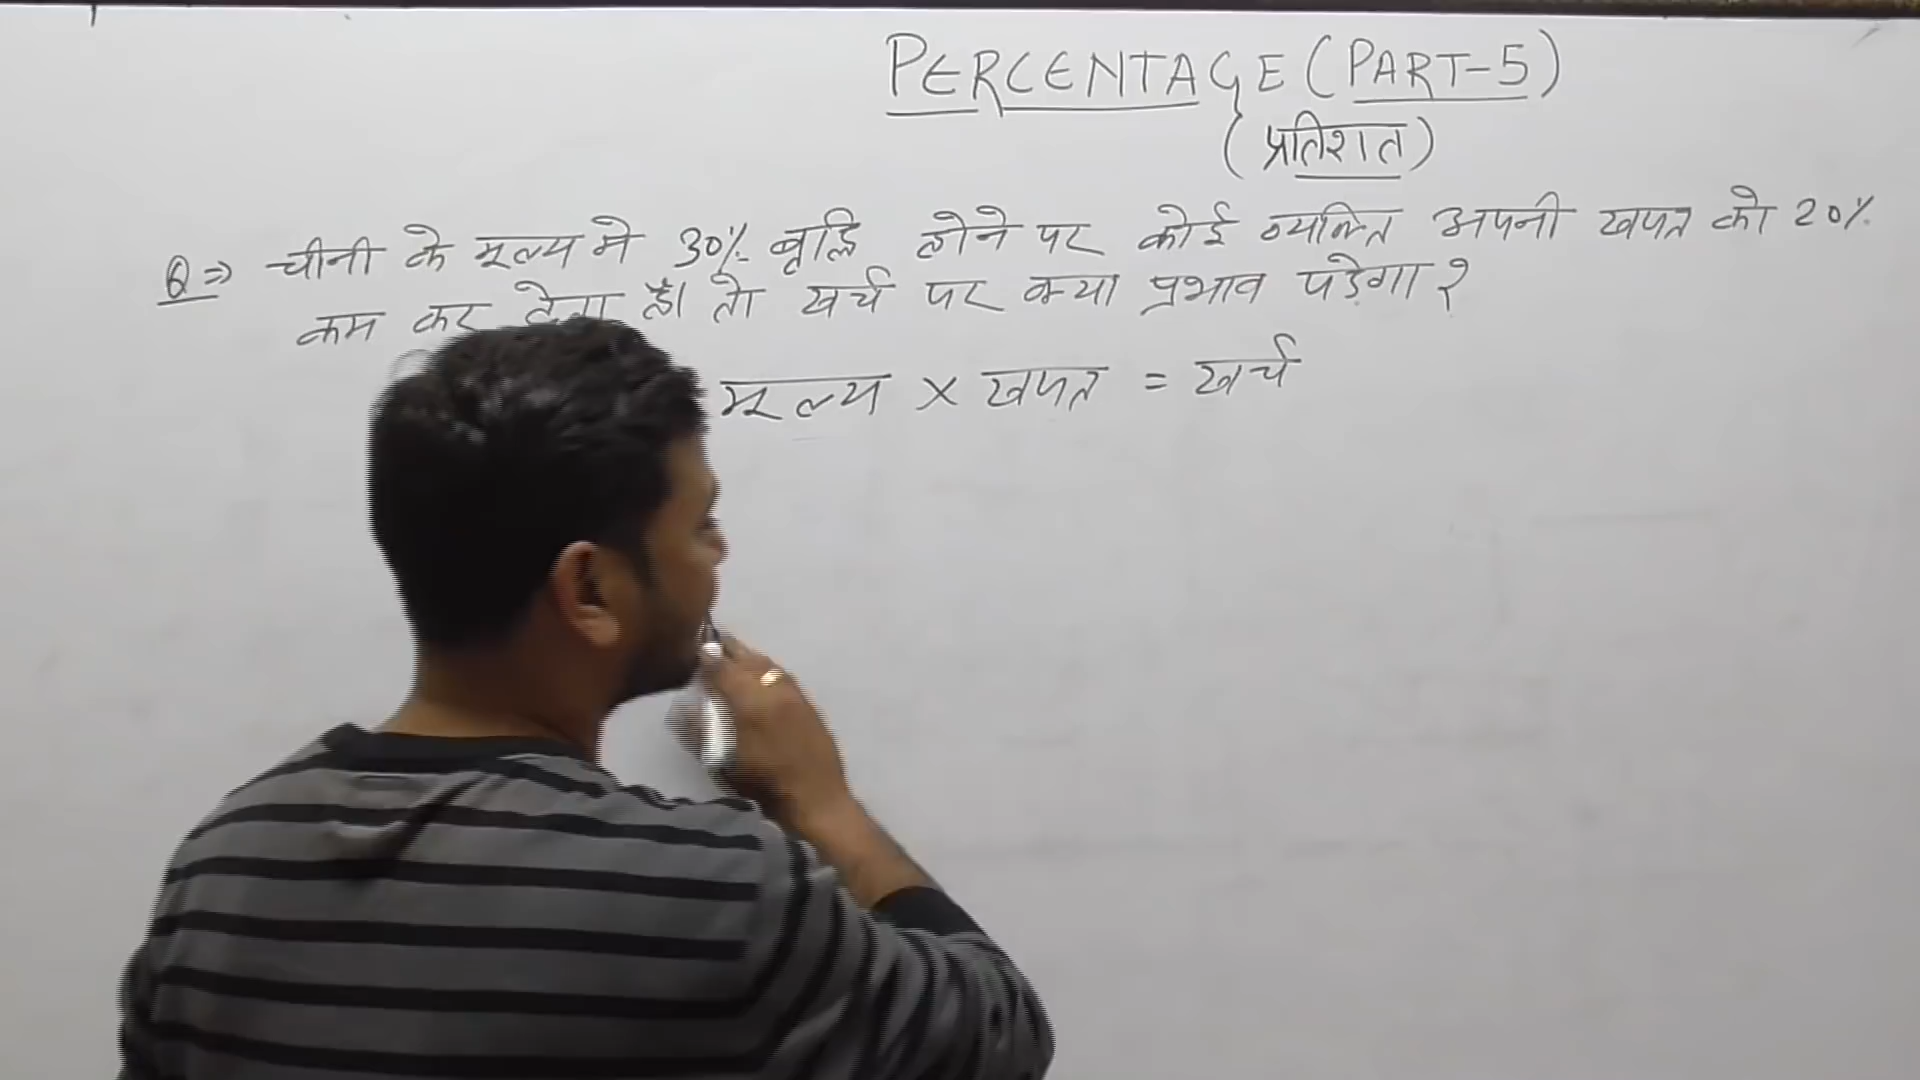 PERCENTAGE (PART-5)
(प्रतिशत)
Q⇒ चीनी के मूल्य मे 30% वृद्धि होने पर कोई व्यक्ति अपनी खपत को 20%
कम कर देता है। तो खर्च पर क्या प्रभाव पड़ेगा ?
मूल्य × खपत = खर्च